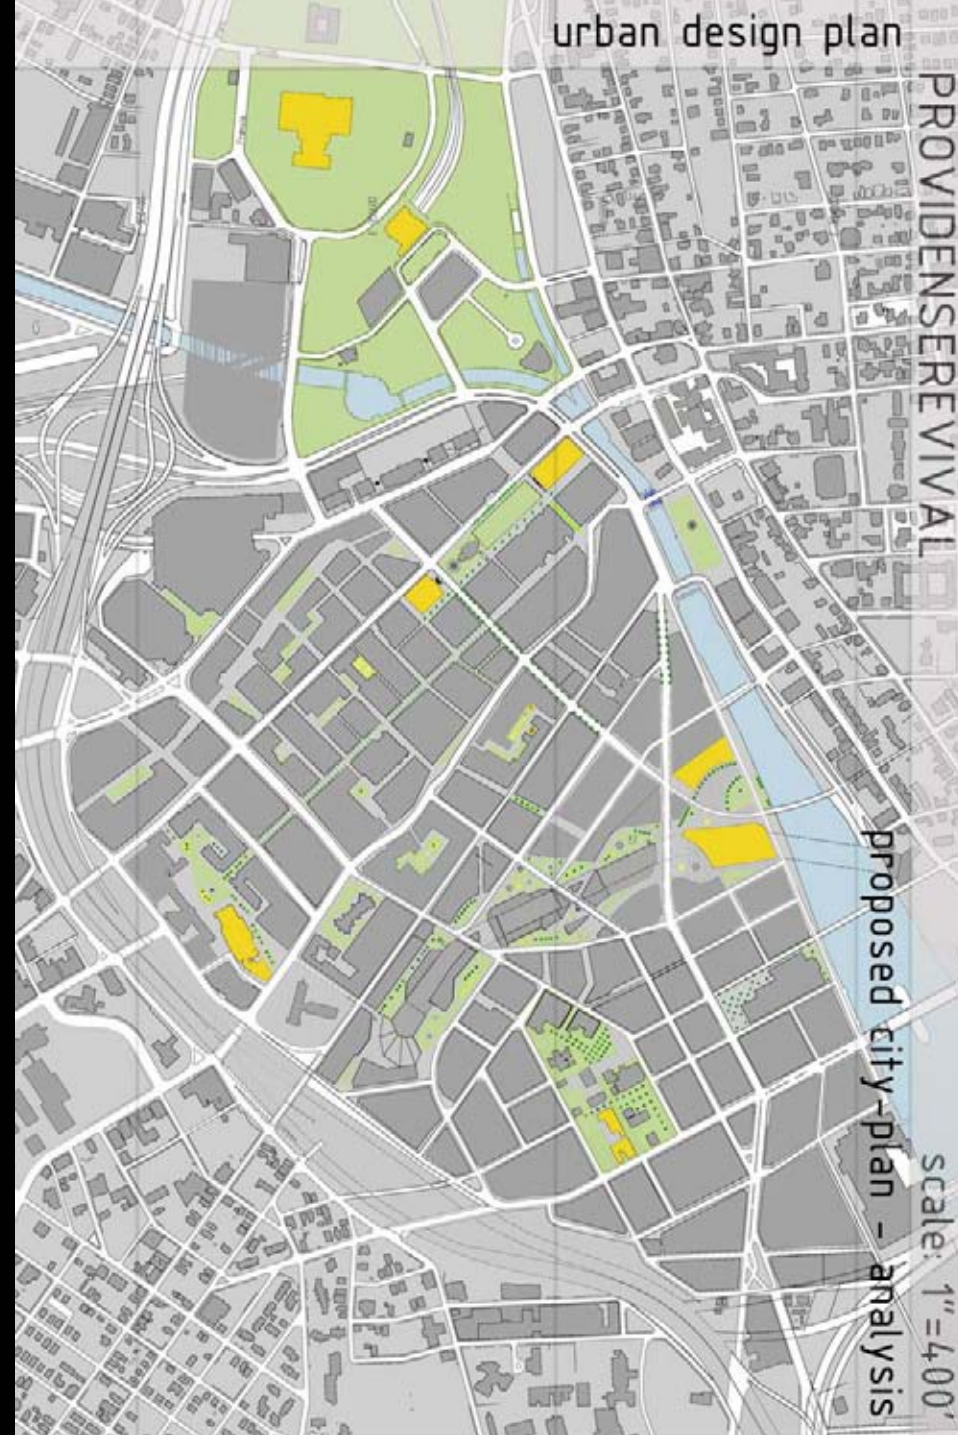 urban design plan
PROVIDENSEREVIVAL
proposed city-plan - analysis
scale: 1"=400'